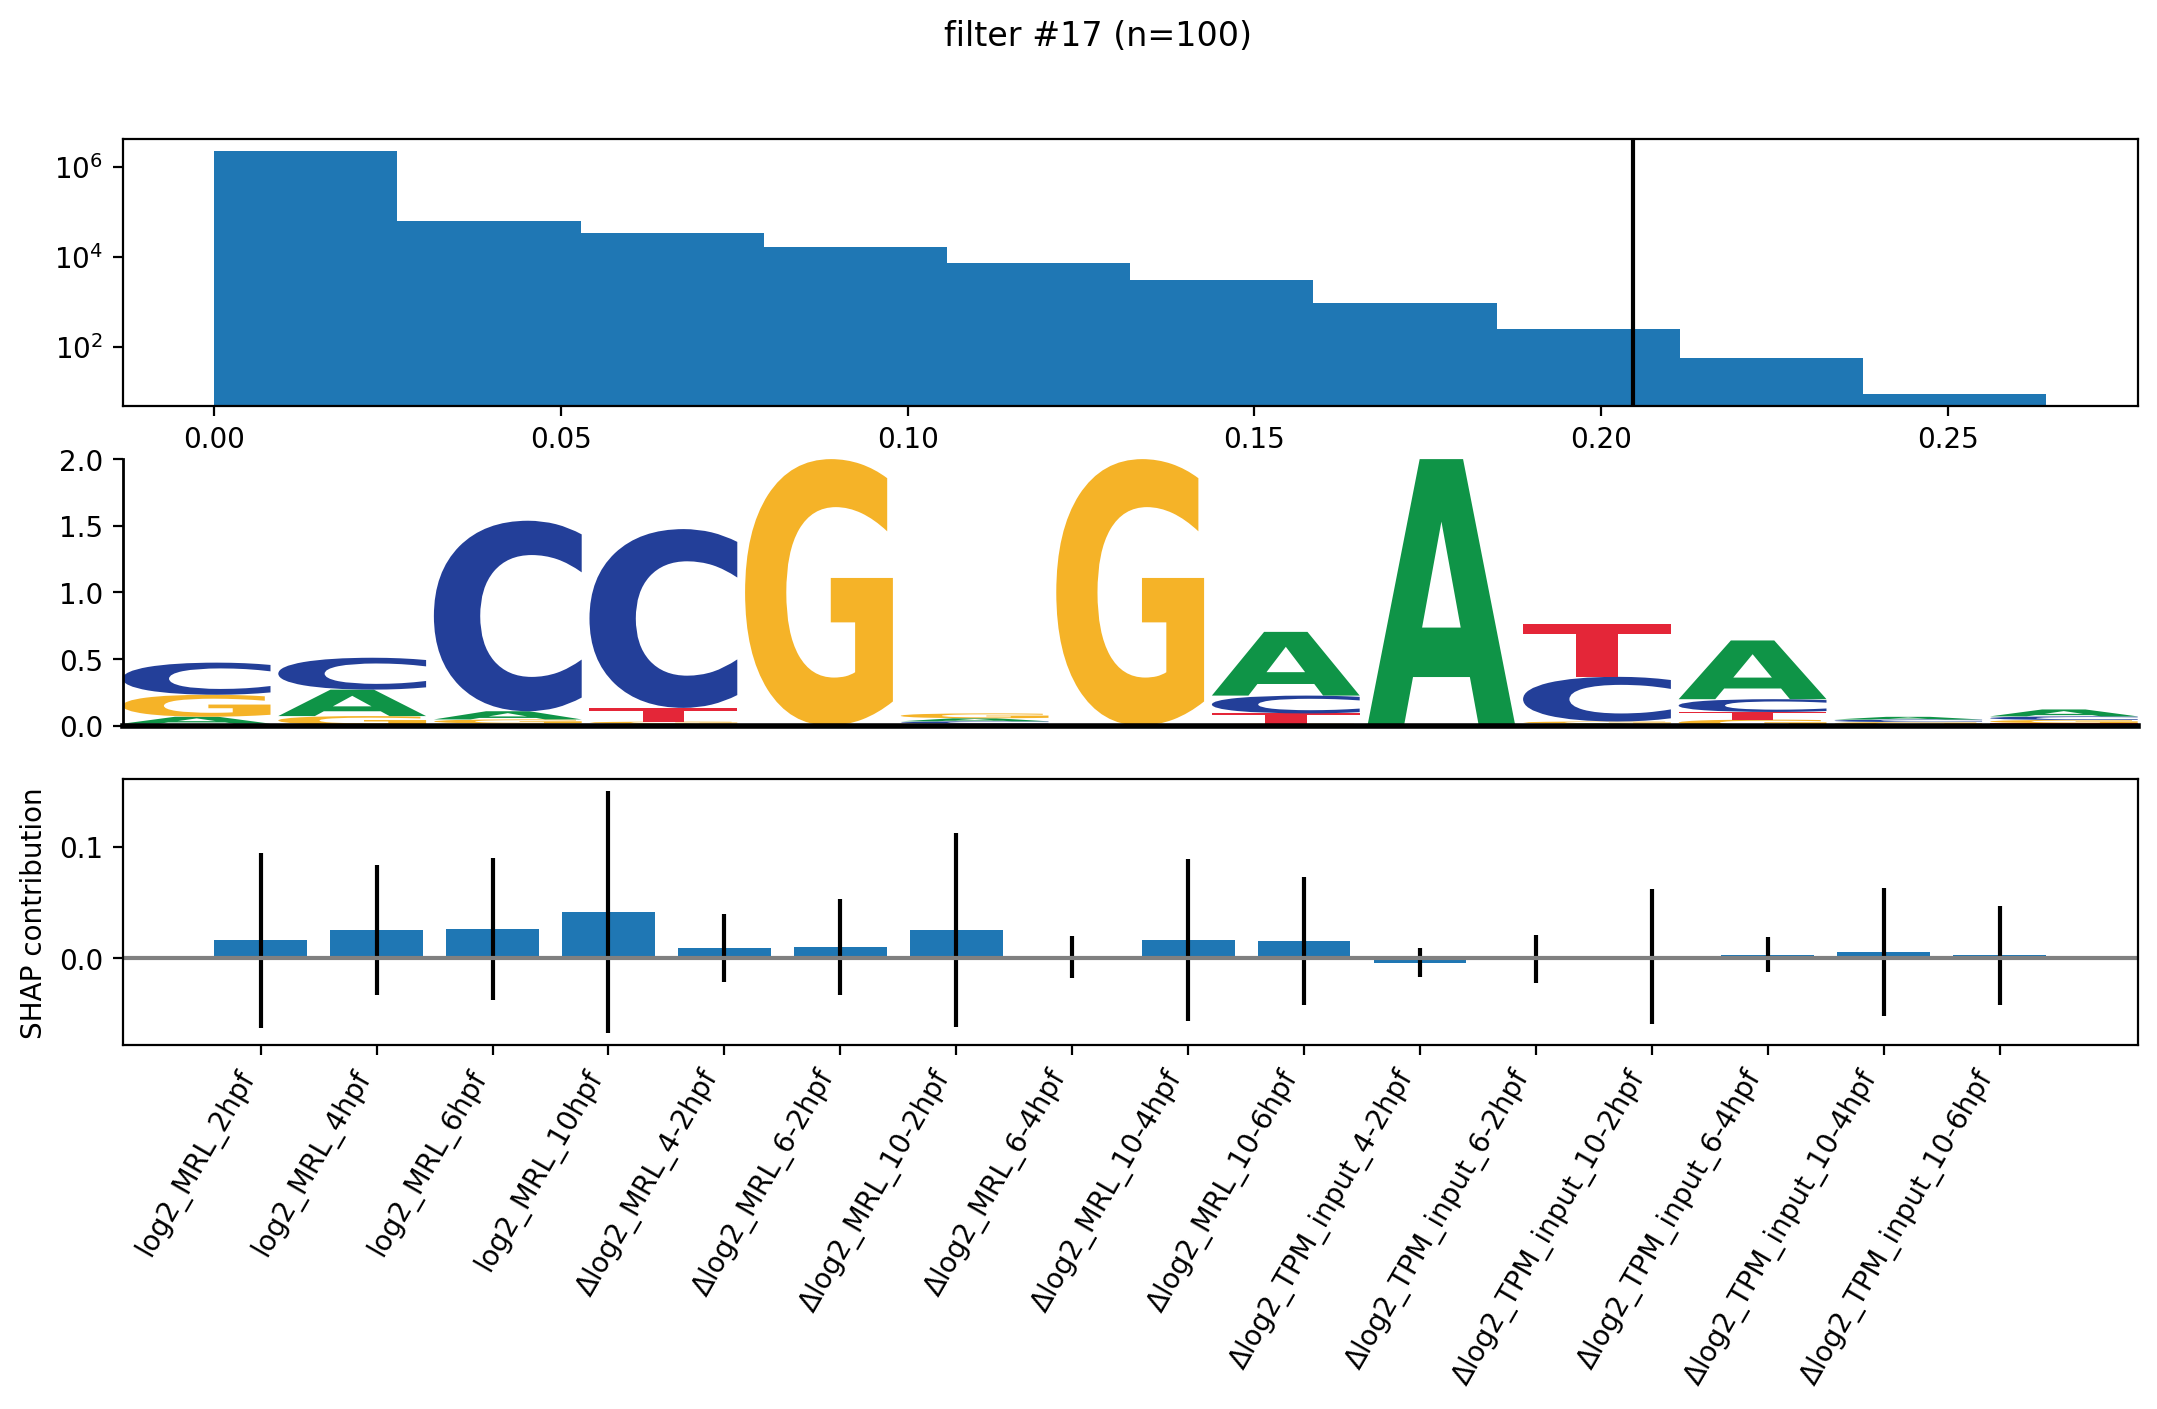 filter #17 (n=100)
10^6
10^4
10^2
0.00 0.05 0.10 0.15 0.20 0.25
2.0
1.5
1.0
0.5
0.0
C C C C G G G A A T A
G A A T G C C C
A G T T
SHAP contribution
0.1
0.0
log2_MRL_2hpf
log2_MRL_4hpf
log2_MRL_6hpf
log2_MRL_10hpf
Δlog2_MRL_4-2hpf
Δlog2_MRL_6-2hpf
Δlog2_MRL_10-2hpf
Δlog2_MRL_6-4hpf
Δlog2_MRL_10-4hpf
Δlog2_MRL_10-6hpf
Δlog2_TPM_input_4-2hpf
Δlog2_TPM_input_6-2hpf
Δlog2_TPM_input_10-2hpf
Δlog2_TPM_input_6-4hpf
Δlog2_TPM_input_10-4hpf
Δlog2_TPM_input_10-6hpf